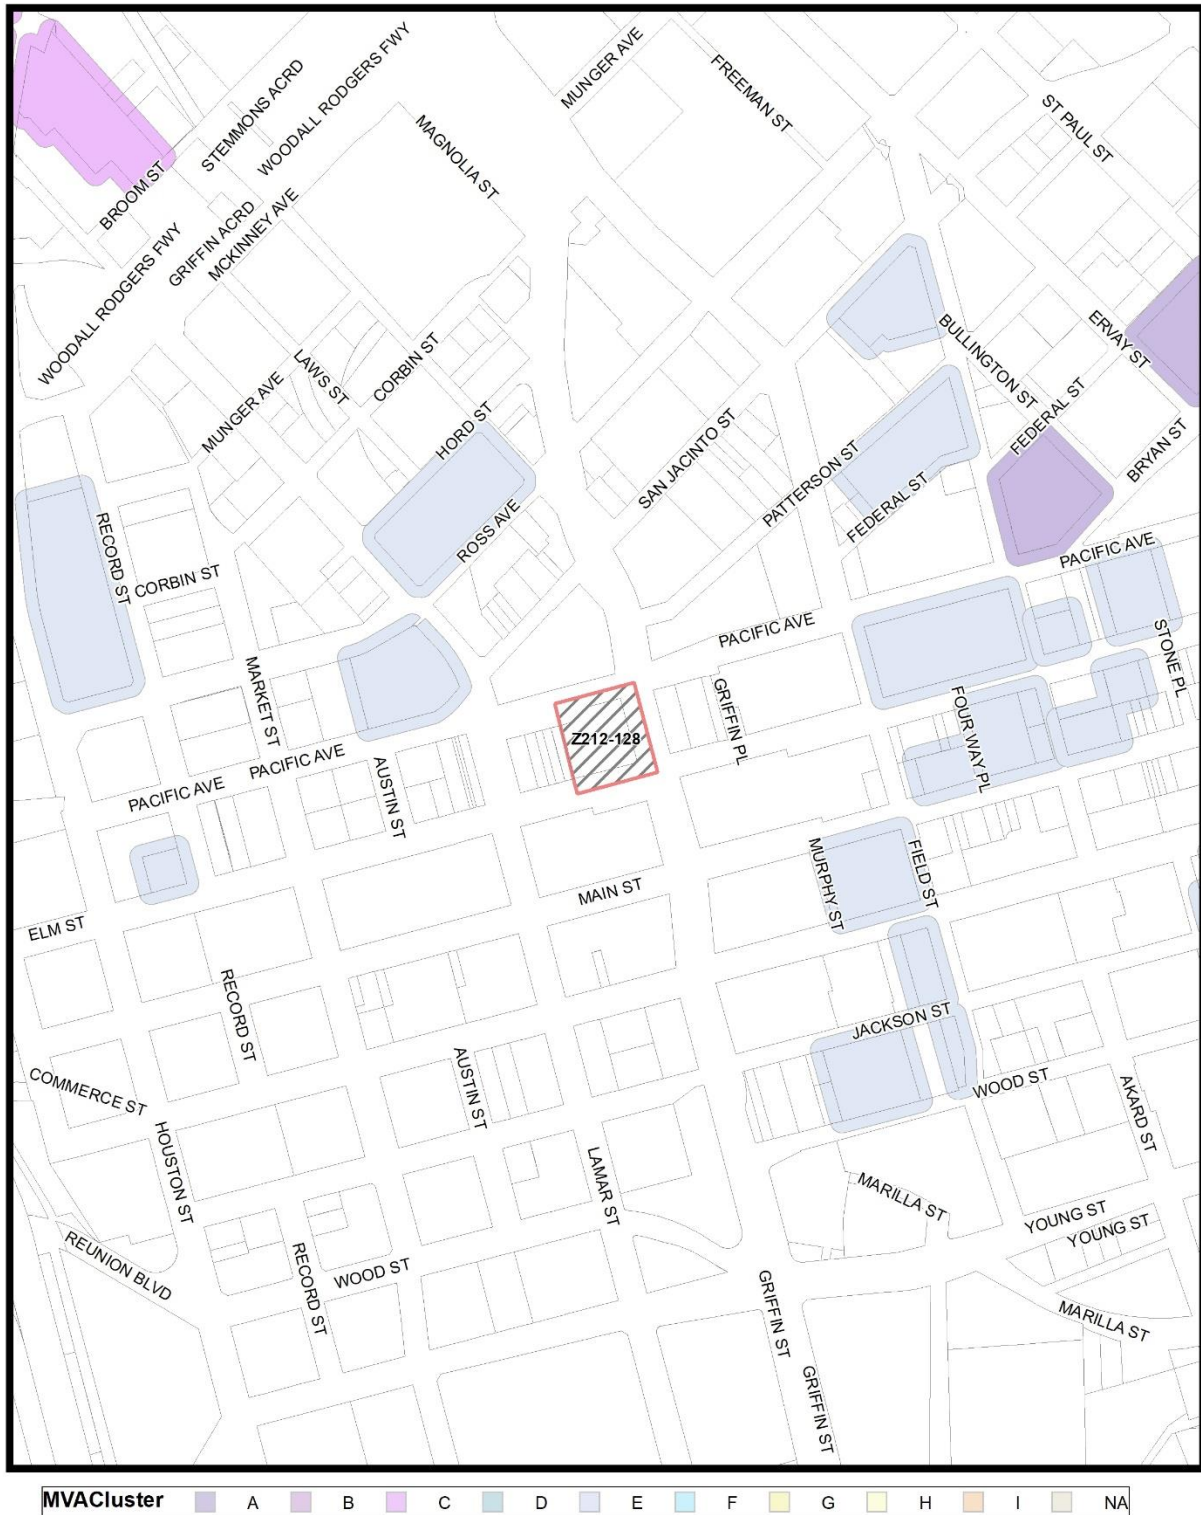 MUNGER AVE
FREEMAN ST
ST PAUL ST
STEMMONS ACRD
WOODALL RODGERS FWY
MAGNOLIA ST
BROOM ST
GRIFFIN ACRD
MCKINNEY AVE
WOODALL RODGERS FWY
BULLINGTON ST
ERVAY ST
LAWS ST
CORBIN ST
MUNGER AVE
HORD ST
FEDERAL ST
BRYAN ST
SAN JACINTO ST
PATTERSON ST
FEDERAL ST
ROSS AVE
RECORD ST
CORBIN ST
PACIFIC AVE
PACIFIC AVE
STONE PL
MARKET ST
GRIFFIN PL
FOUR WAY PL
Z212-128
PACIFIC AVE
PACIFIC AVE
AUSTIN ST
MURPHY ST
FIELD ST
MAIN ST
ELM ST
RECORD ST
JACKSON ST
COMMERCE ST
AUSTIN ST
WOOD ST
AKARD ST
HOUSTON ST
LAMAR ST
MARILLA ST
YOUNG ST
YOUNG ST
REUNION BLVD
RECORD ST
WOOD ST
GRIFFIN ST
MARILLA ST
GRIFFIN ST
MVACluster A B C D E F G H I NA